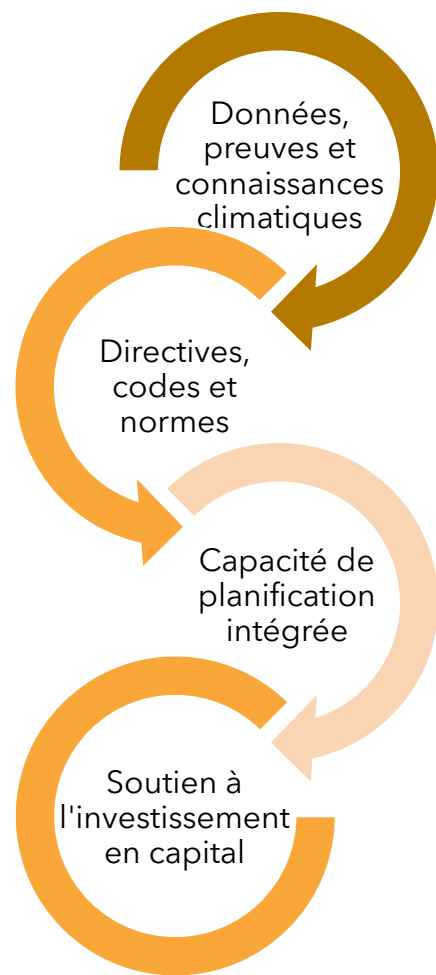 Données,
preuves et
connaissances
climatiques
Directives,
codes et
normes
Capacité de
planification
intégrée
Soutien à
l'investissement
en capital